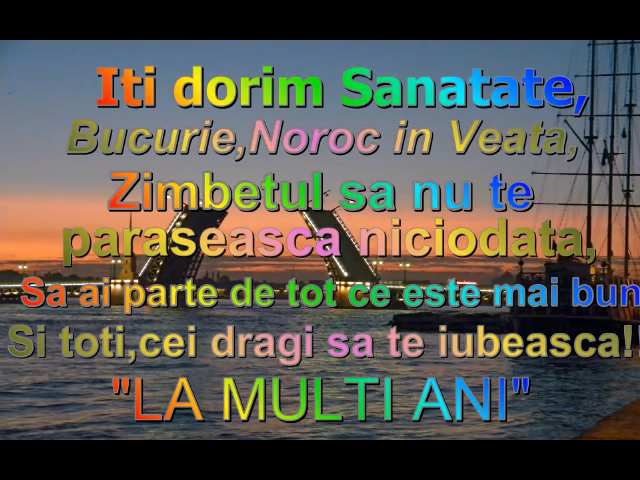 Iti dorim Sanatate,
Bucurie,Noroc in Veata,
Zimbetul sa nu te
paraseasca niciodata,
Sa ai parte de tot ce este mai bun
Si toti,cei dragi sa te iubeasca!!
"LA MULTI ANI"